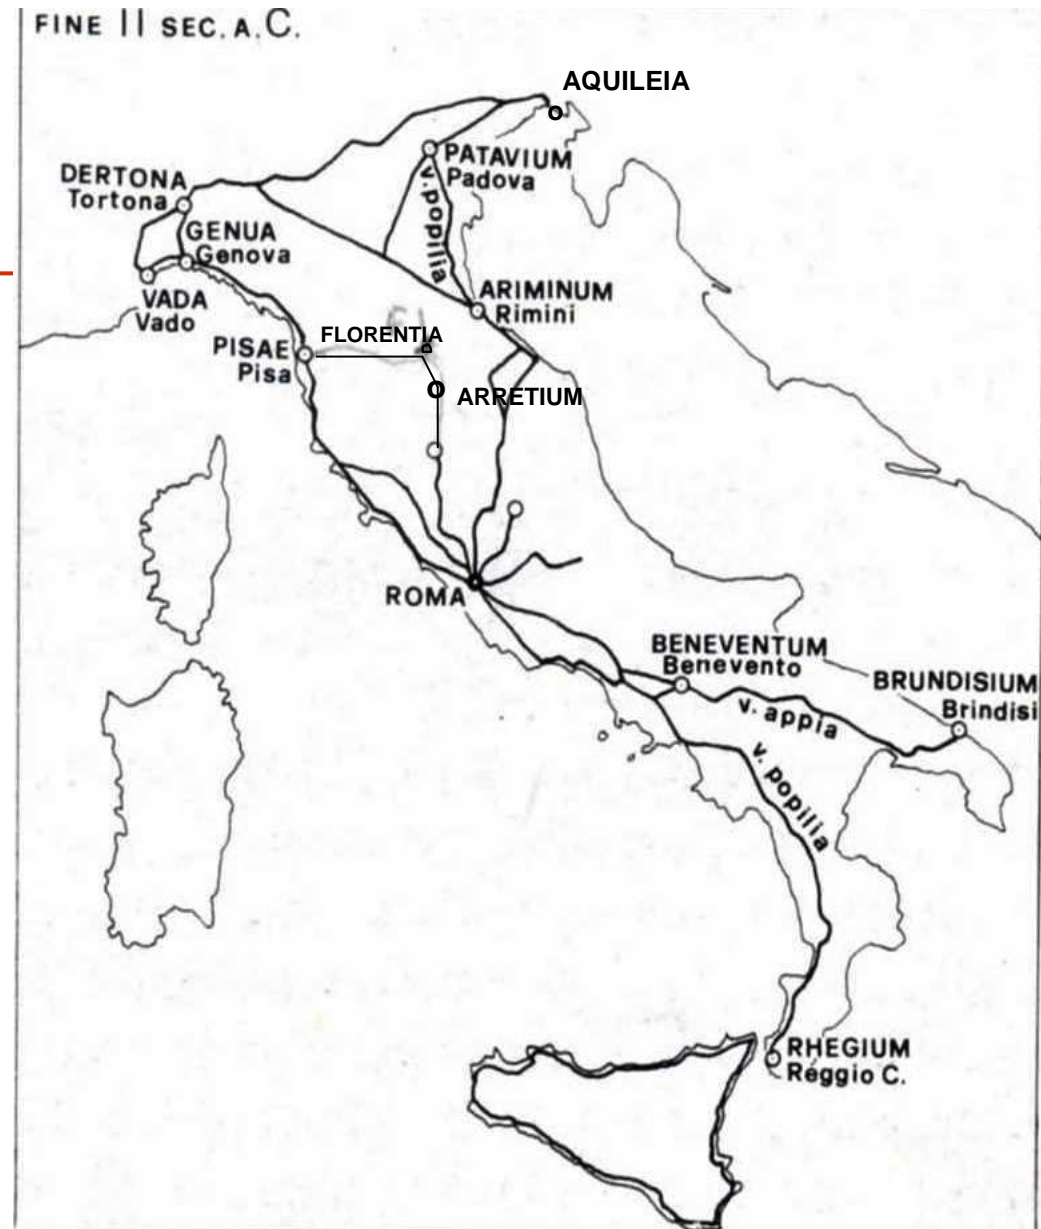 FINE II SEC. A.C.
AQUILEIA
PATAVIUM
Padova
DERTONA
Tortona
v. popilia
GENUA
Genova
VADA
Vado
ARIMINUM
Rimini
FLORENTIA
PISAE
Pisa
ARRETIUM
ROMA
BENEVENTUM
Benevento
BRUNDISIUM
Brindisi
v. appia
v. popilia
RHEGIUM
Réggio C.